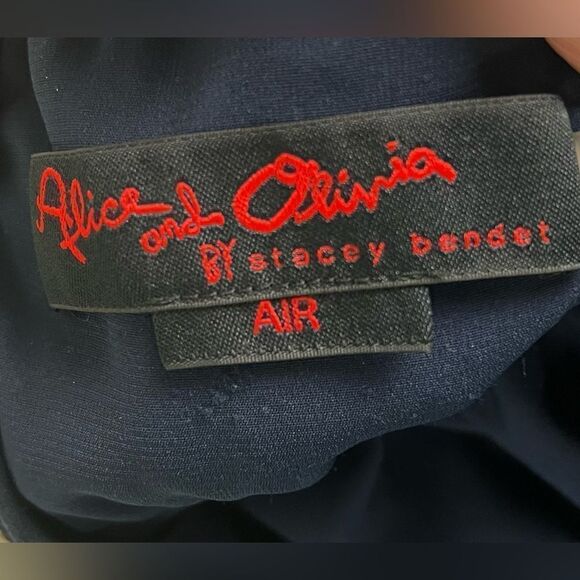 Alice and Olivia
BY stacey bendet
AIR